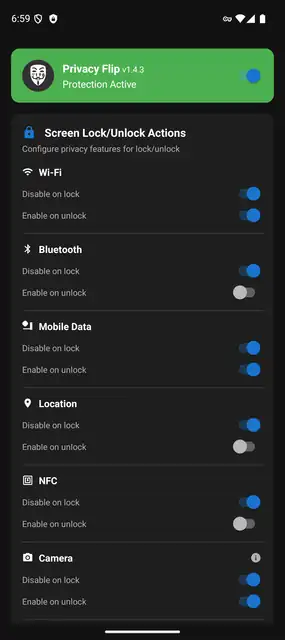 6:59
Privacy Flip v1.4.3
Protection Active
Screen Lock/Unlock Actions
Configure privacy features for lock/unlock
Wi-Fi
Disable on lock
Enable on unlock
Bluetooth
Disable on lock
Enable on unlock
Mobile Data
Disable on lock
Enable on unlock
Location
Disable on lock
Enable on unlock
NFC
Disable on lock
Enable on unlock
Camera
Disable on lock
Enable on unlock